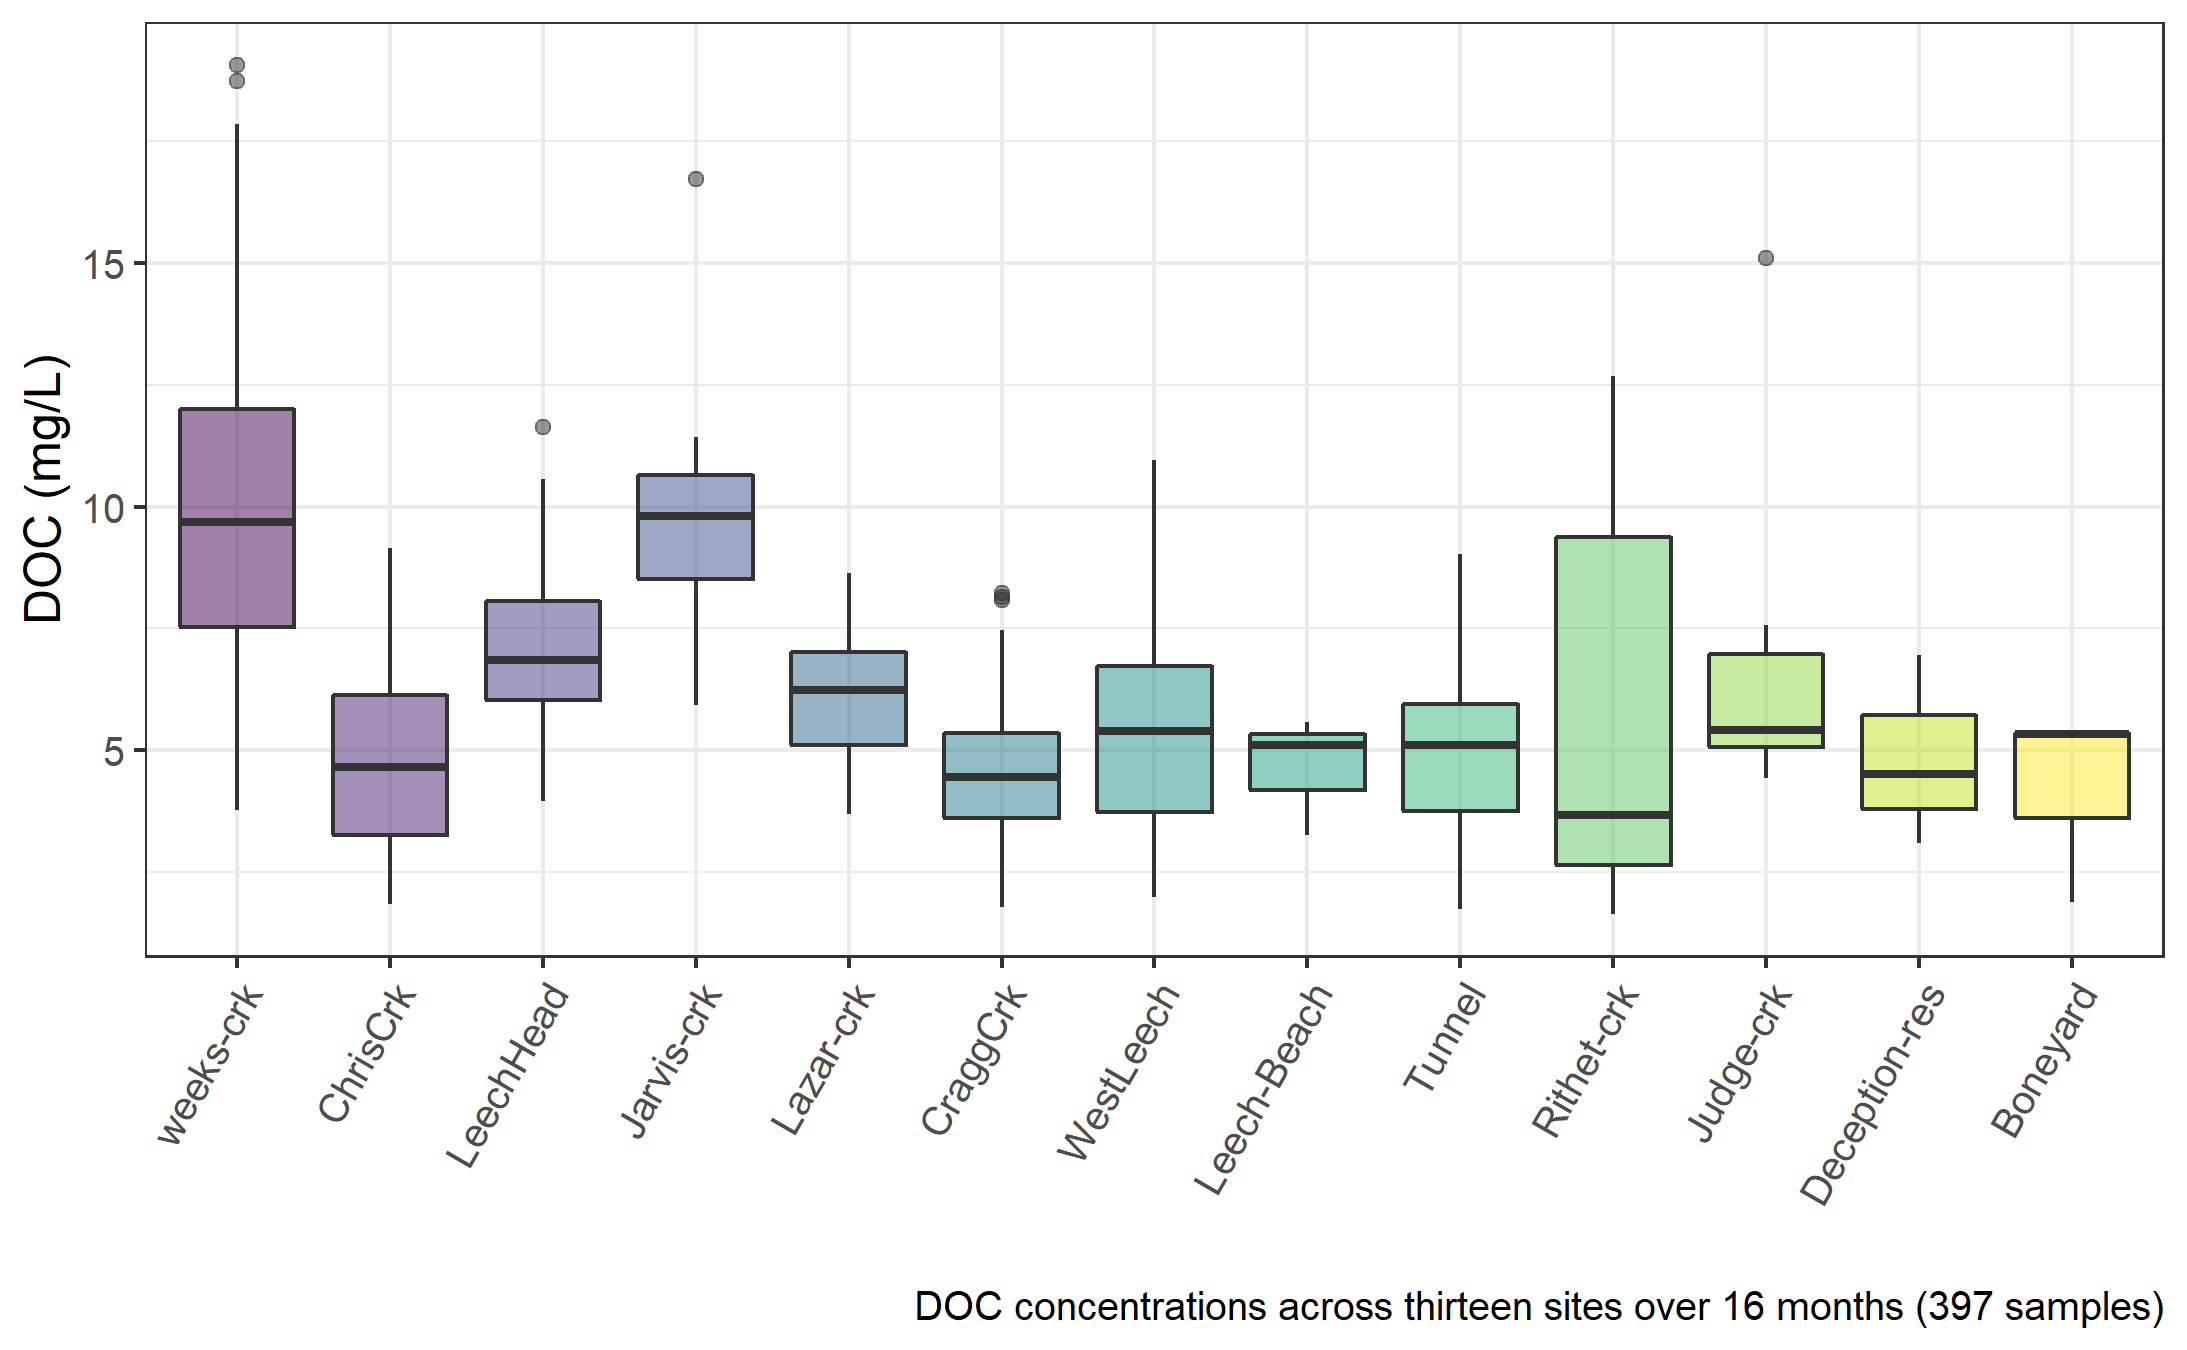 DOC (mg/L)
15
10
5
weeks-crk
ChrisCrk
LeechHead
Jarvis-crk
Lazar-crk
CraggCrk
WestLeech
Leech-Beach
Tunnel
Rithet-crk
Judge-crk
Deception-res
Boneyard
DOC concentrations across thirteen sites over 16 months (397 samples)